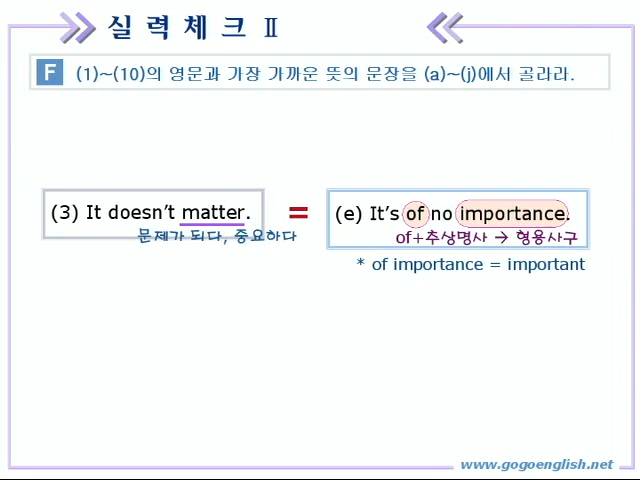 실 력 체 크 Ⅱ
F (1)~(10)의 영문과 가장 가까운 뜻의 문장을 (a)~(j)에서 골라라.
(3) It doesn't matter. = (e) It's of no importance.
문제가 되다, 중요하다 of+추상명사 → 형용사구
* of importance = important
www.gogoenglish.net